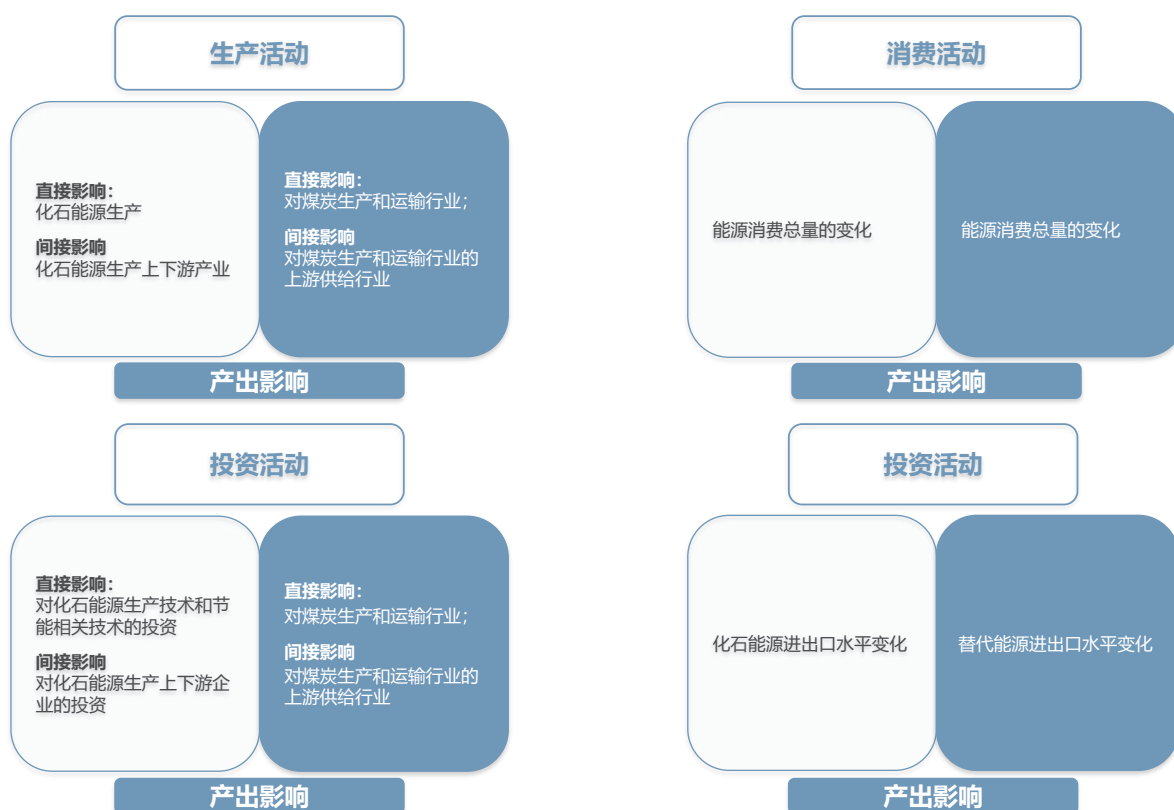 生产活动
直接影响：
化石能源生产
间接影响
化石能源生产上下游产业
直接影响：
对煤炭生产和运输行业；
间接影响
对煤炭生产和运输行业的
上游供给行业
产出影响
消费活动
能源消费总量的变化
能源消费总量的变化
产出影响
投资活动
直接影响：
对化石能源生产技术和节
能相关技术的投资
间接影响
对化石能源生产上下游企
业的投资
直接影响：
对煤炭生产和运输行业；
间接影响
对煤炭生产和运输行业的
上游供给行业
产出影响
投资活动
化石能源进出口水平变化
替代能源进出口水平变化
产出影响